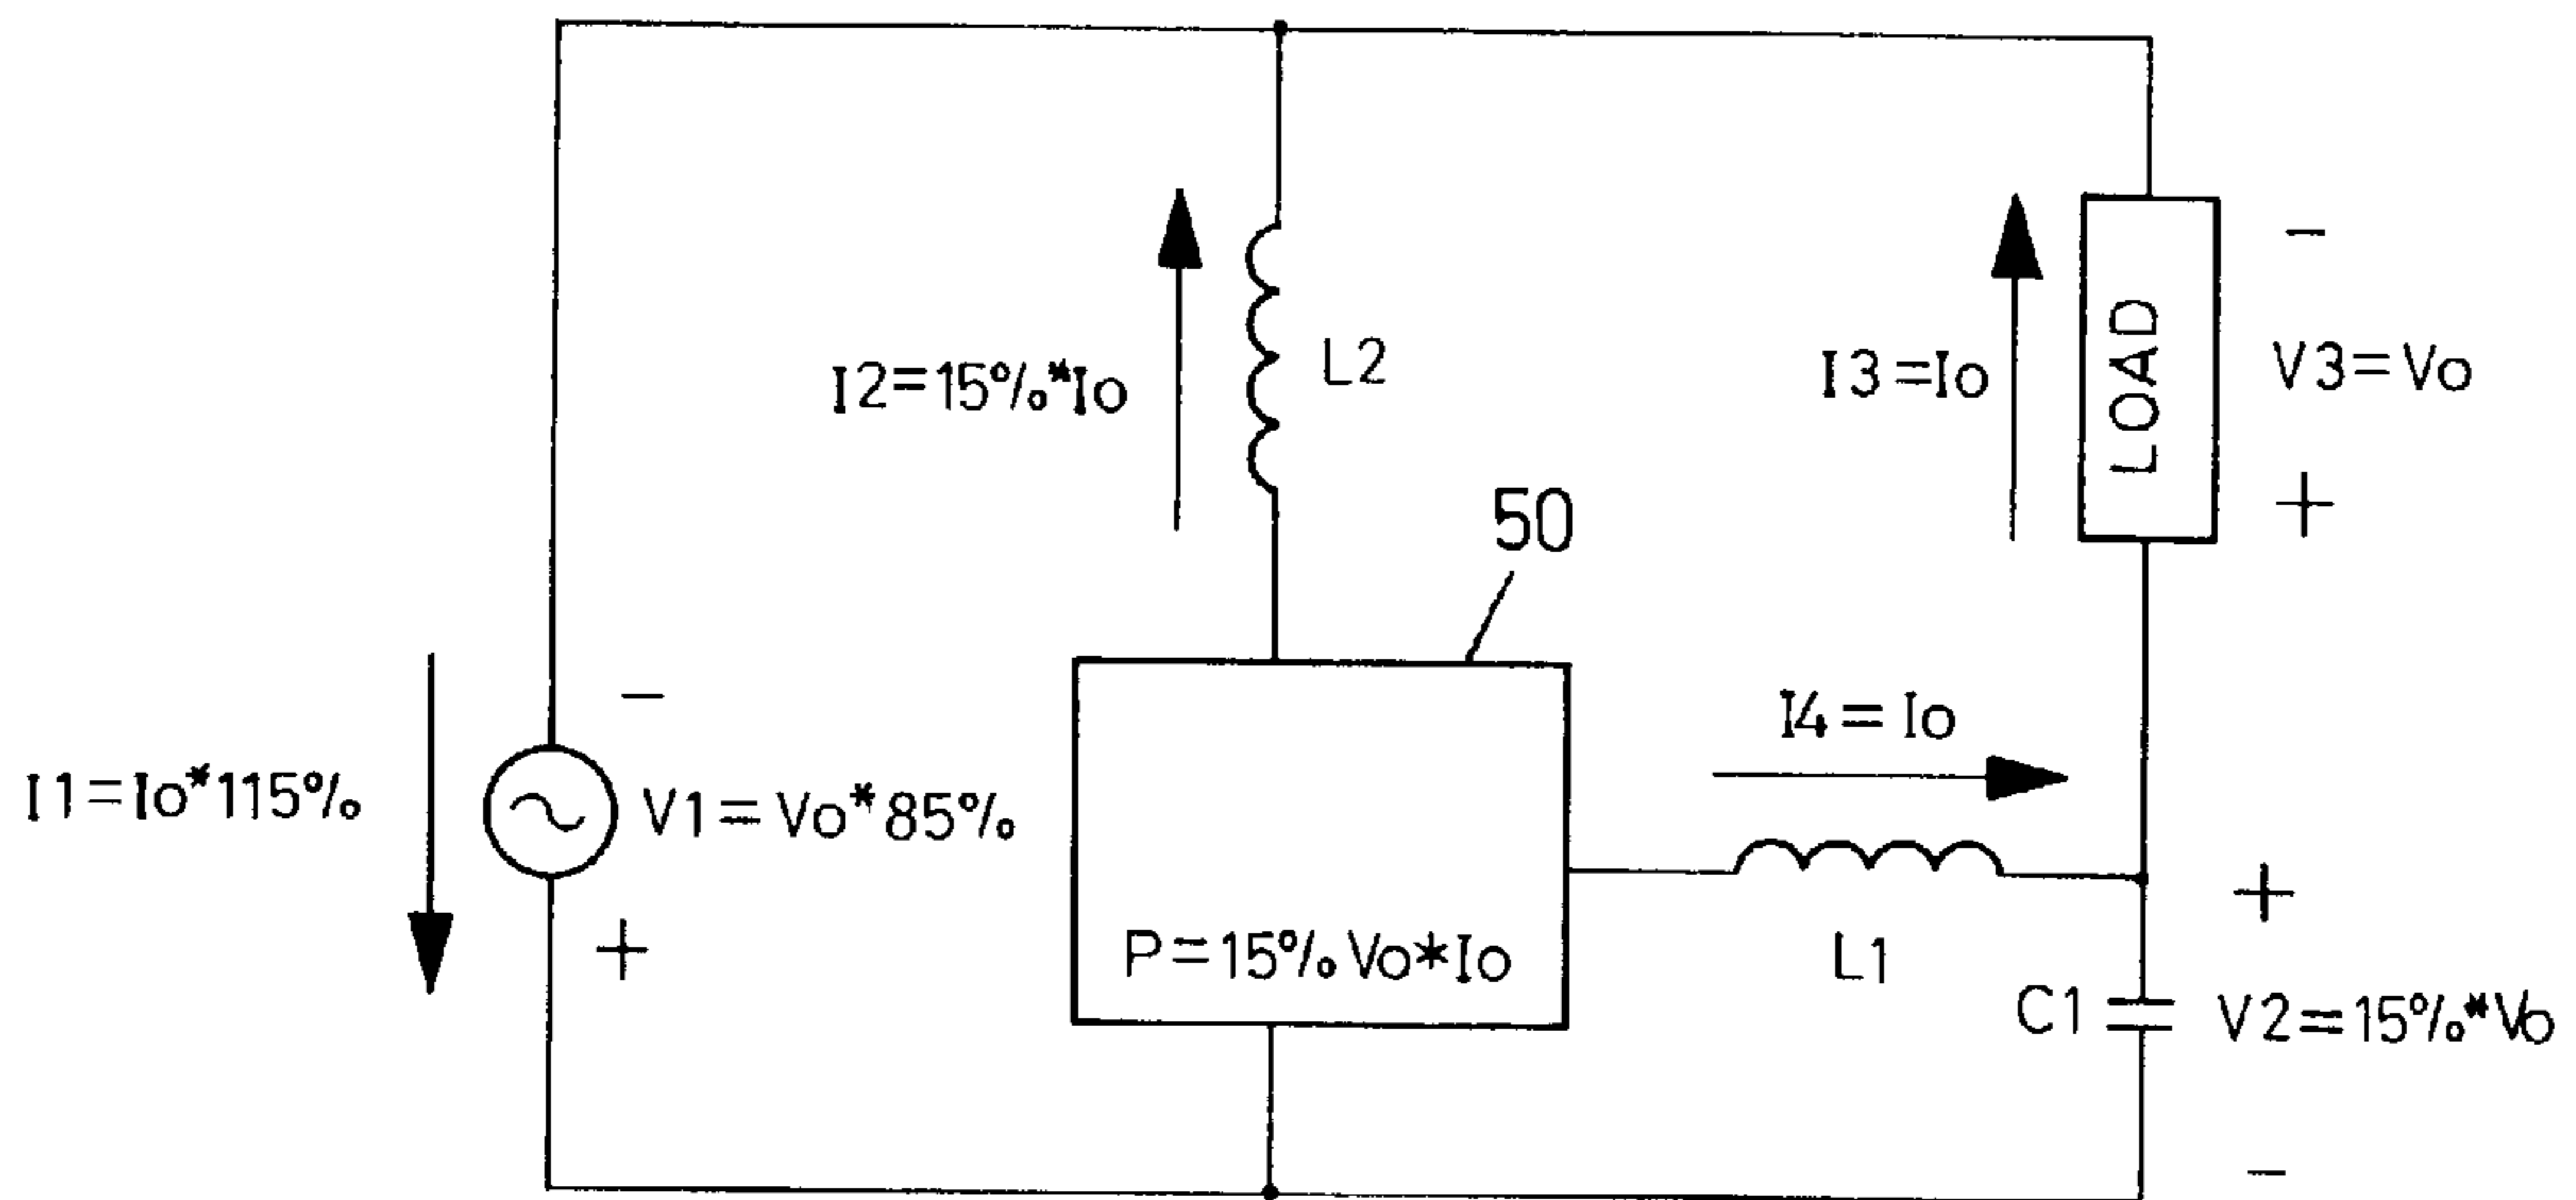 I2=15%*Io
L2
I3=Io
LOAD
-
V3=Vo
+
50
I1=Io*115%
-
V1=Vo*85%
+
P=15%Vo*Io
I4=Io
L1
+
C1
V2=15%*Vo
-